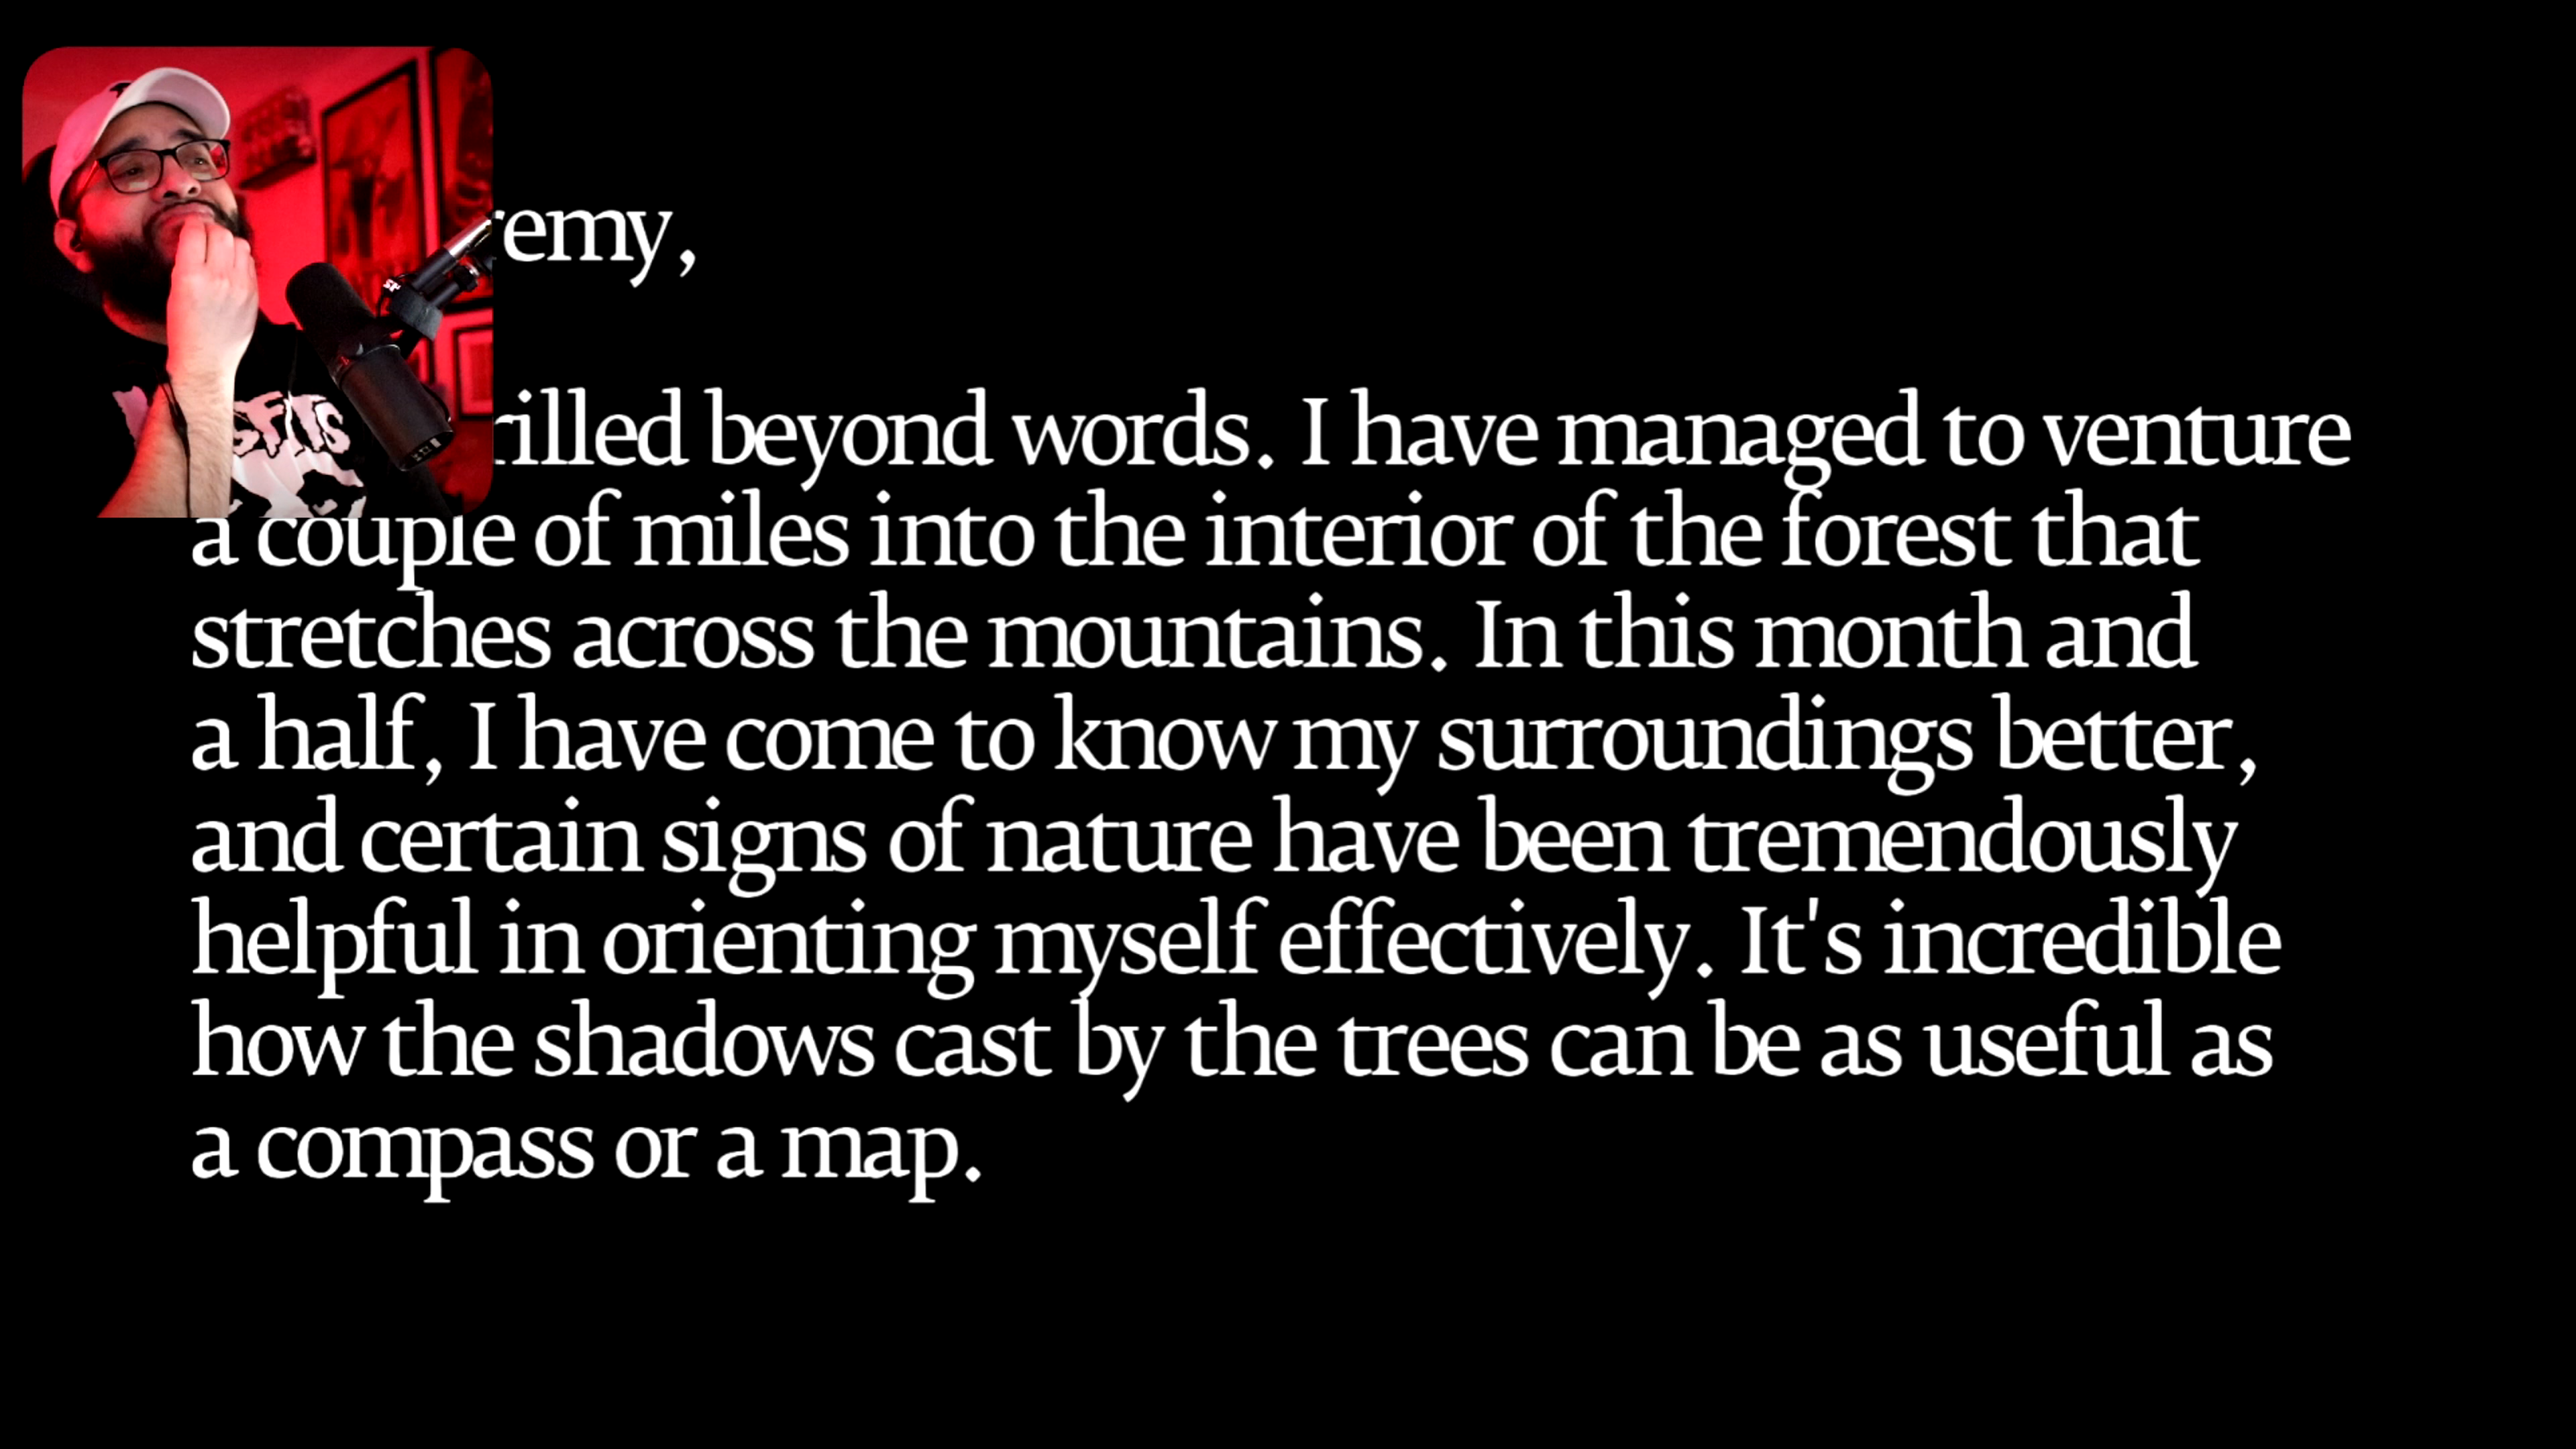 beyond words. I have managed to venture
a couple of miles into the interior of the forest that
stretches across the mountains. In this month and
a half, I have come to know my surroundings better,
and certain signs of nature have been tremendously
helpful in orienting myself effectively. It's incredible
how the shadows cast by the trees can be as useful as
a compass or a map.